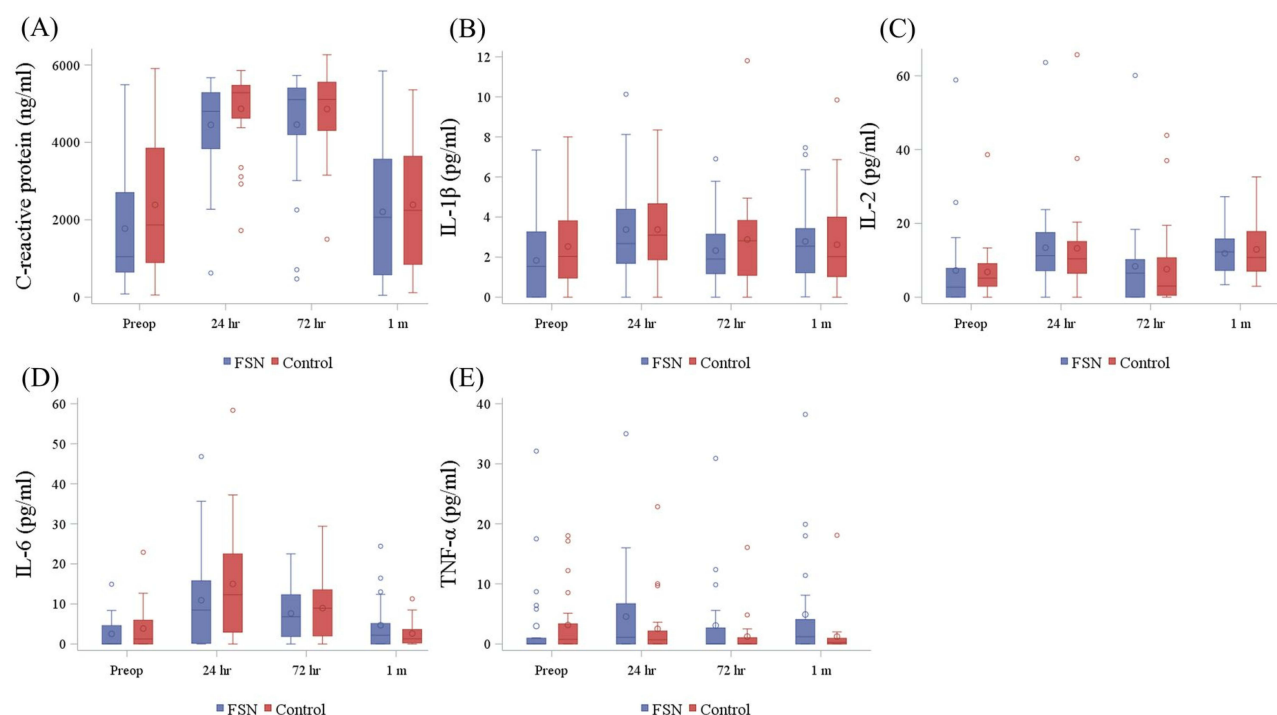 (A)
C-reactive protein (ng/ml)
6000
4000
2000
0
Preop 24 hr 72 hr 1 m
FSN Control
(B)
IL-1β (pg/ml)
12
10
8
6
4
2
0
Preop 24 hr 72 hr 1 m
FSN Control
(C)
IL-2 (pg/ml)
60
40
20
0
Preop 24 hr 72 hr 1 m
FSN Control
(D)
IL-6 (pg/ml)
60
50
40
30
20
10
0
Preop 24 hr 72 hr 1 m
FSN Control
(E)
TNF-α (pg/ml)
40
30
20
10
0
Preop 24 hr 72 hr 1 m
FSN Control